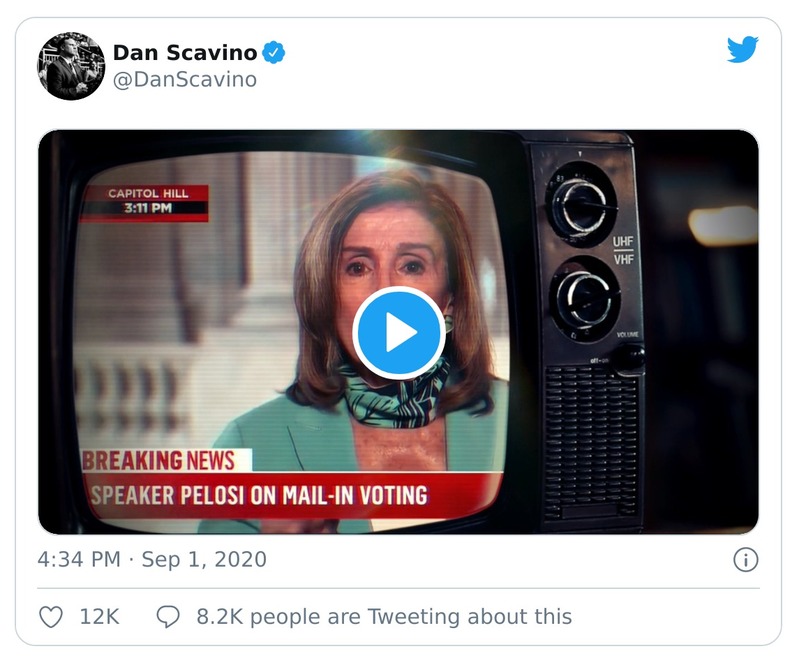 Dan Scavino
@DanScavino
CAPITOL HILL
3:11 PM
UHF
VHF
VOLUME
off-on
BREAKING NEWS
SPEAKER PELOSI ON MAIL-IN VOTING
4:34 PM · Sep 1, 2020
12K
8.2K people are Tweeting about this